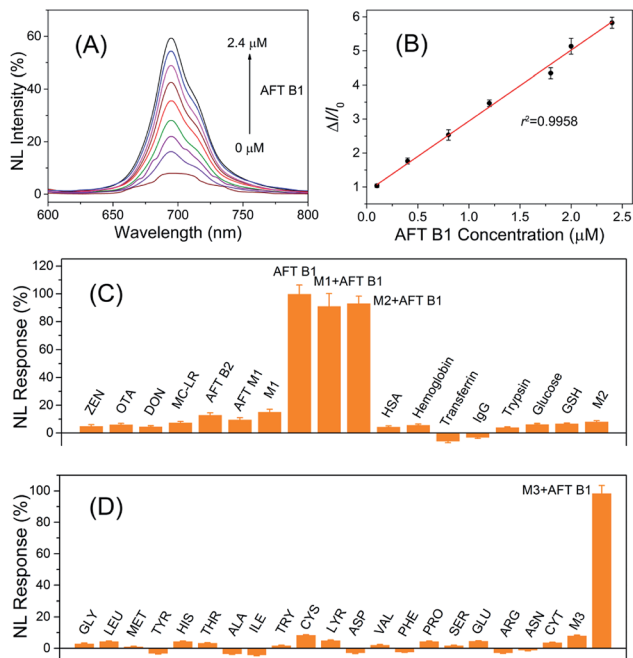 (A)
2.4 μM
AFT B1
0 μM
NL Intensity (%)
60
40
20
0
600 650 700 750 800
Wavelength (nm)
(B)
ΔI/I0
6
5
4
3
2
1
r²=0.9958
0.0 0.5 1.0 1.5 2.0 2.5
AFT B1 Concentration (μM)
(C)
NL Response (%)
120
100
80
60
40
20
0
ZEN
OTA
DON
MC-LR
AFT B2
AFT M1
M1
AFT B1
M1+AFT B1
M2+AFT B1
HSA
Hemoglobin
Transferrin
IgG
Trypsin
Glucose
GSH
M2
(D)
NL Response (%)
100
80
60
40
20
0
GLY
LEU
MET
TYR
HIS
THR
ALA
ILE
TRY
CYS
LYR
ASP
VAL
PHE
PRO
SER
GLU
ARG
ASN
CYT
M3
M3+AFT B1